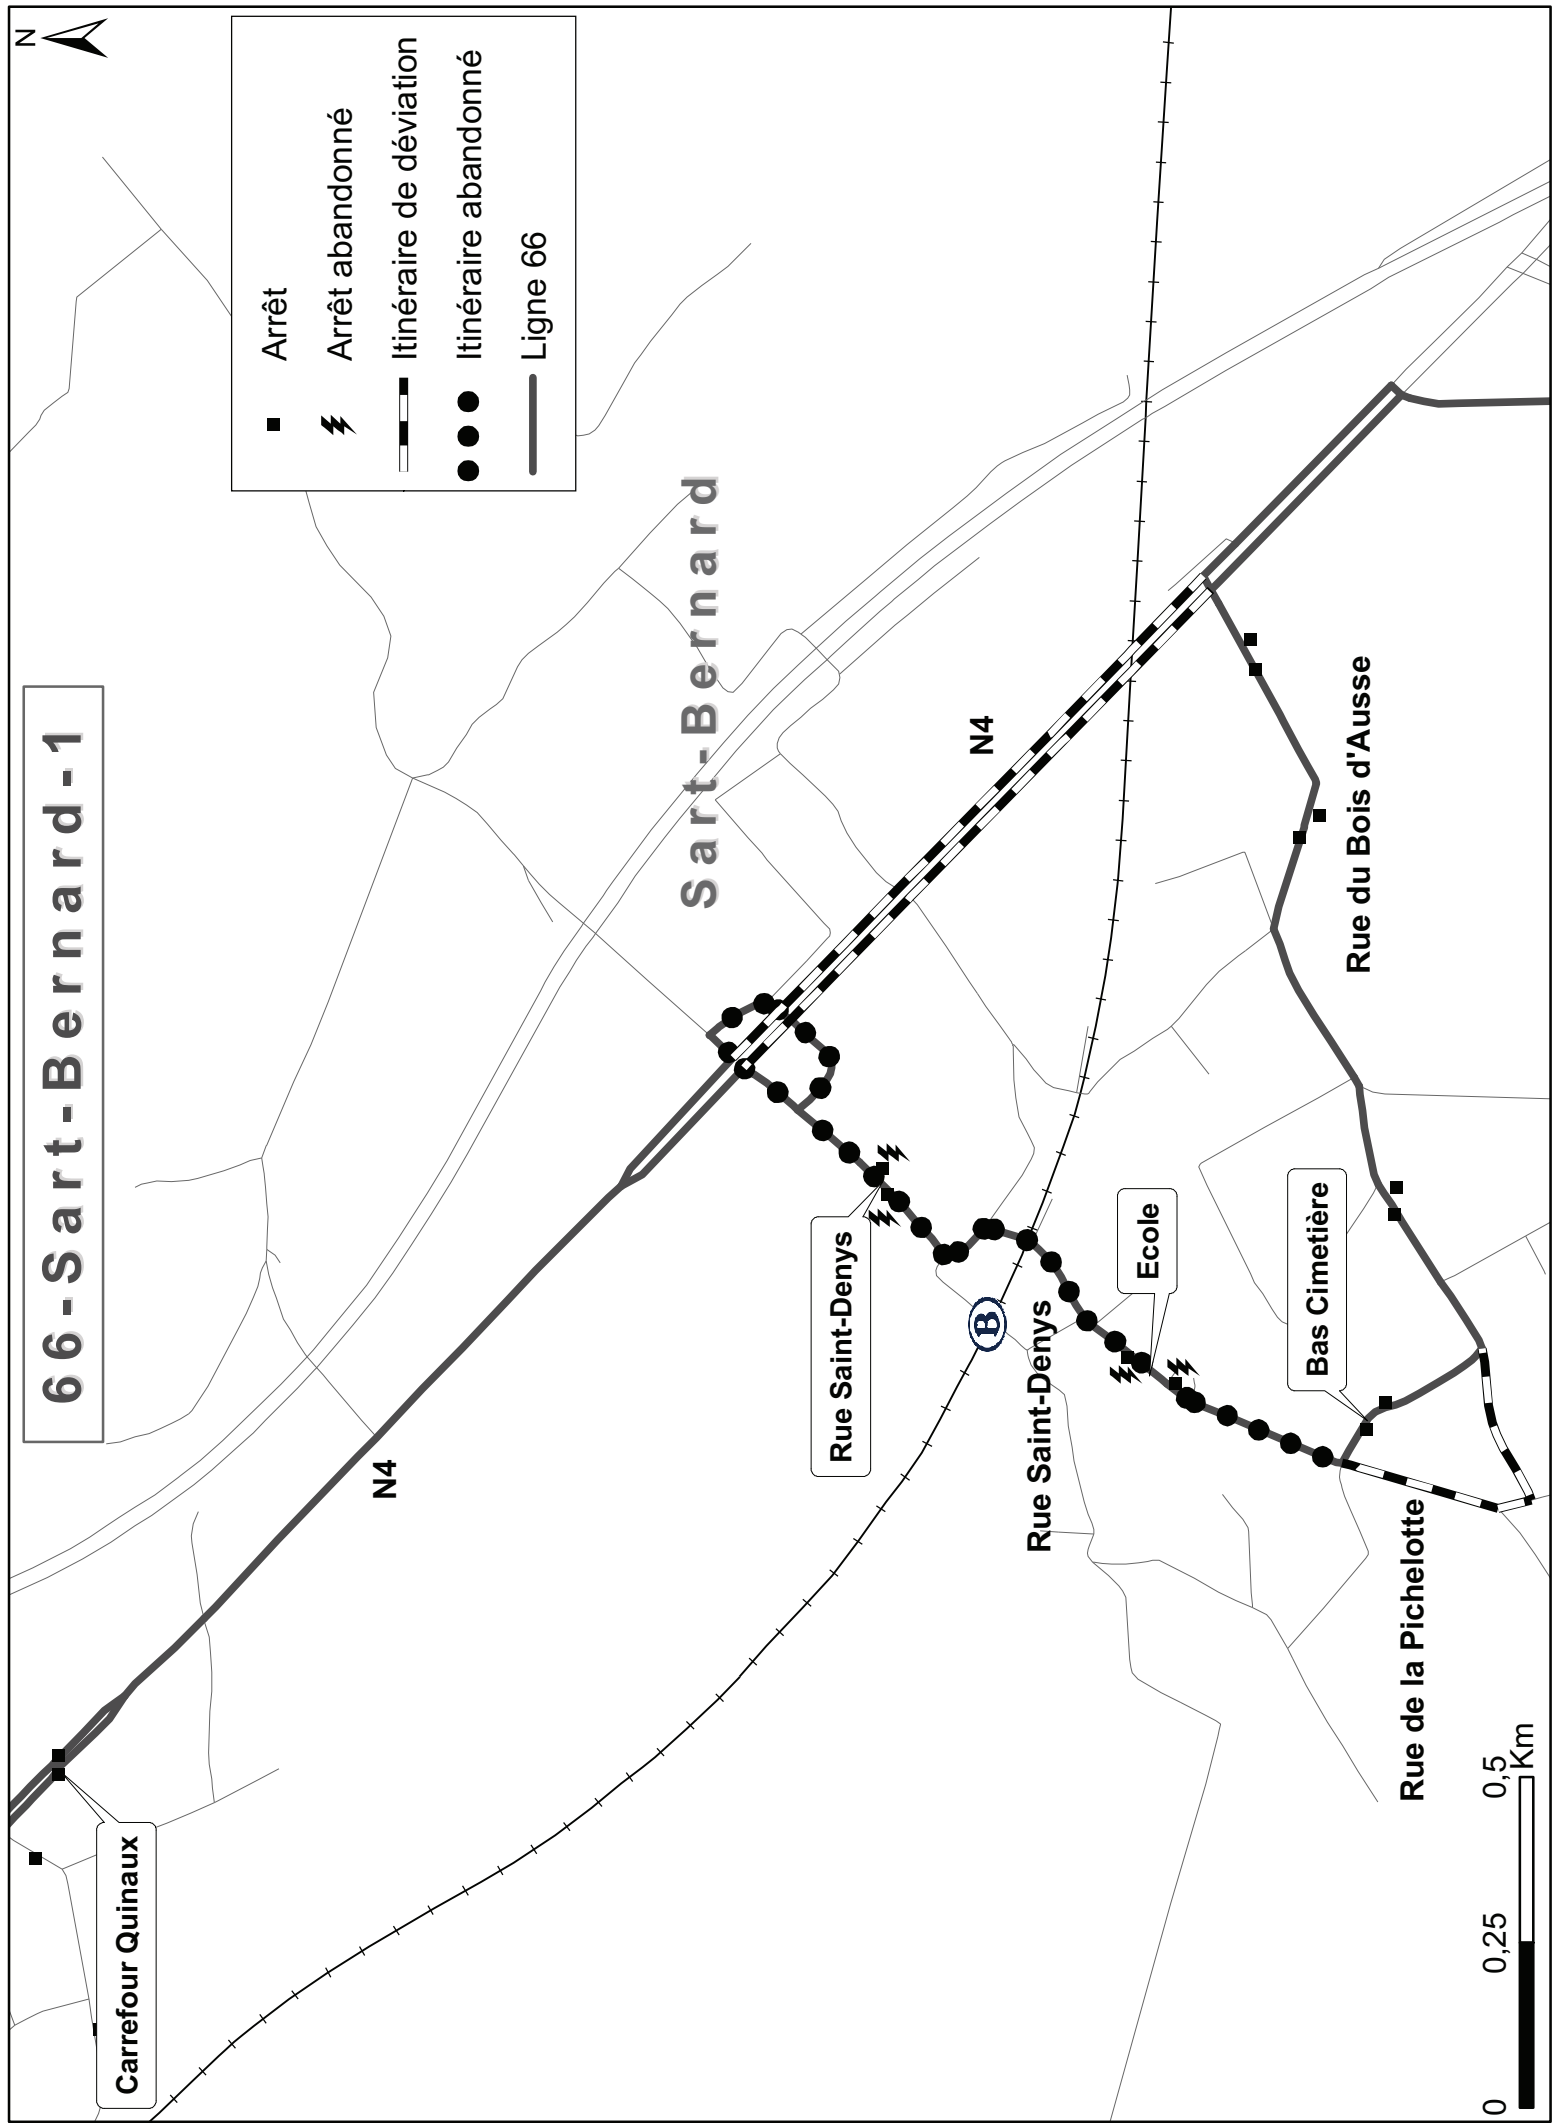 66-Sart-Bernard-1
N
Arrêt
Arrêt abandonné
Itinéraire de déviation
Itinéraire abandonné
Ligne 66
Carrefour Quinaux
N4
Sart-Bernard
Rue Saint-Denys
N4
B
Rue Saint-Denys
Ecole
Bas Cimetière
Rue du Bois d'Ausse
Rue de la Pichelotte
0 0,25 0,5
Km